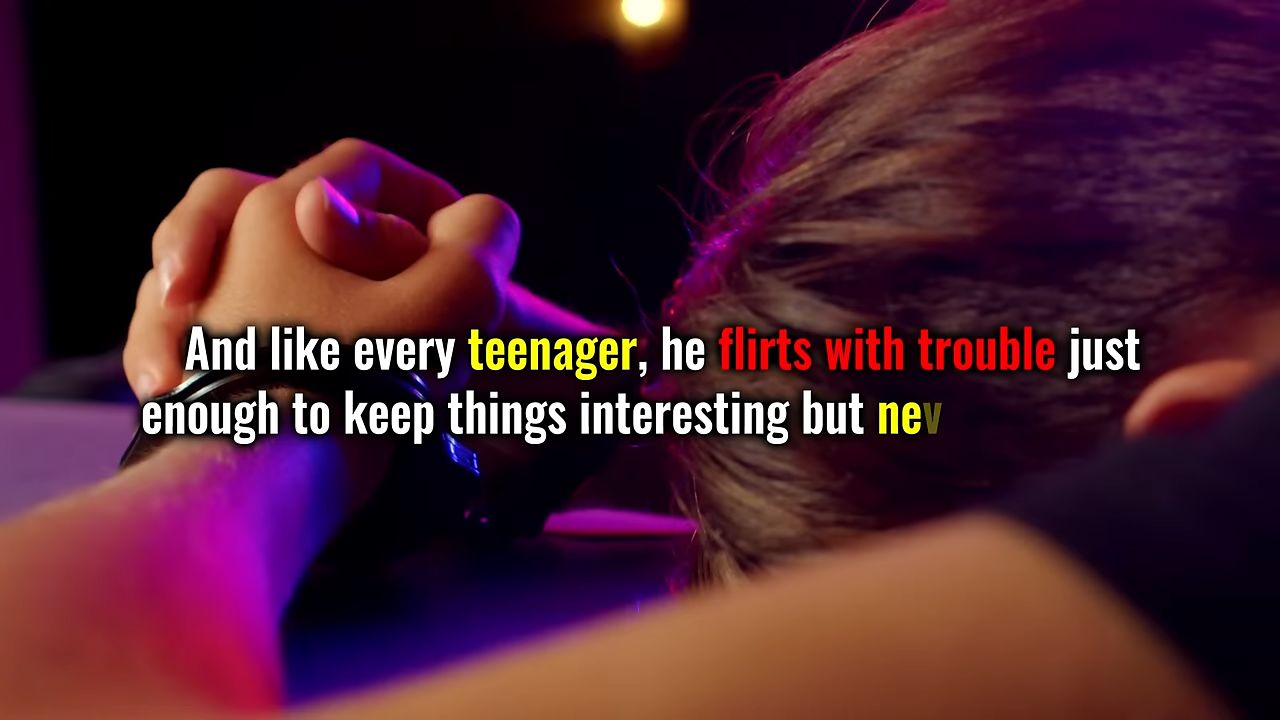 And like every teenager, he flirts with trouble just
enough to keep things interesting but nev